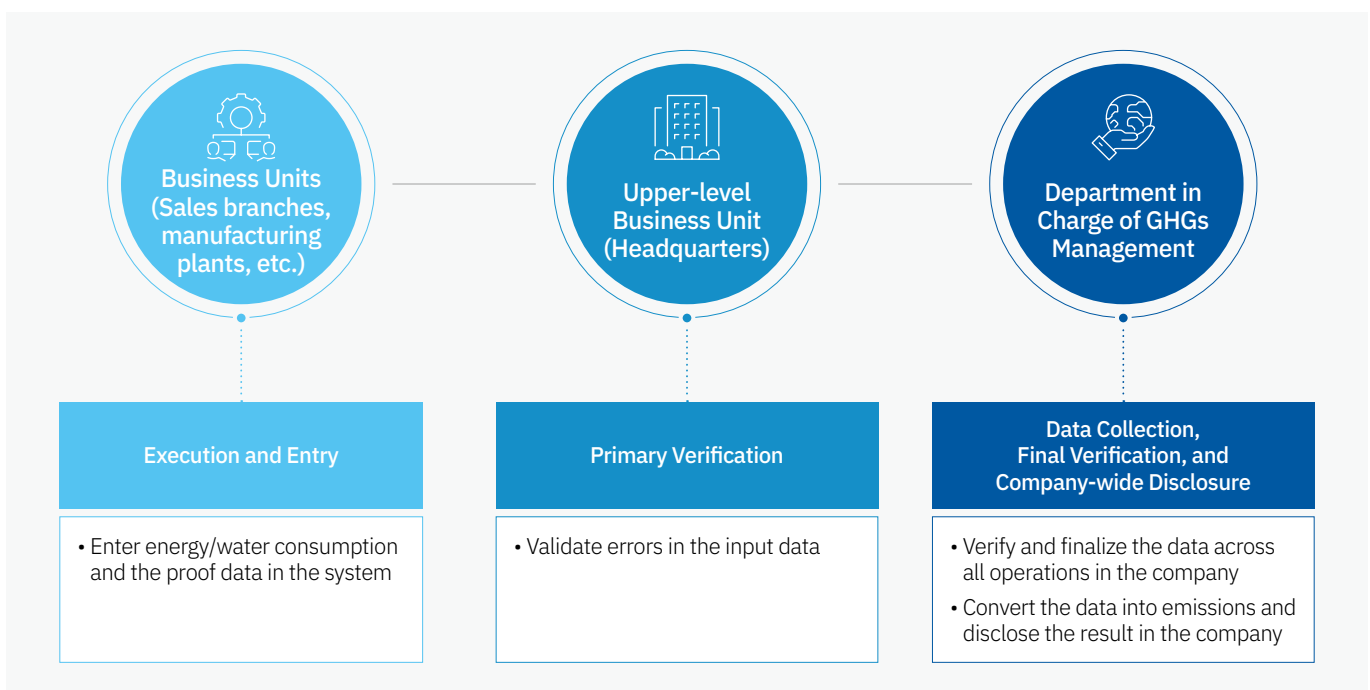 Business Units
(Sales branches,
manufacturing
plants, etc.)
Upper-level
Business Unit
(Headquarters)
Department in
Charge of GHGs
Management
Execution and Entry
• Enter energy/water consumption
and the proof data in the system
Primary Verification
• Validate errors in the input data
Data Collection,
Final Verification, and
Company-wide Disclosure
• Verify and finalize the data across
all operations in the company
• Convert the data into emissions and
disclose the result in the company